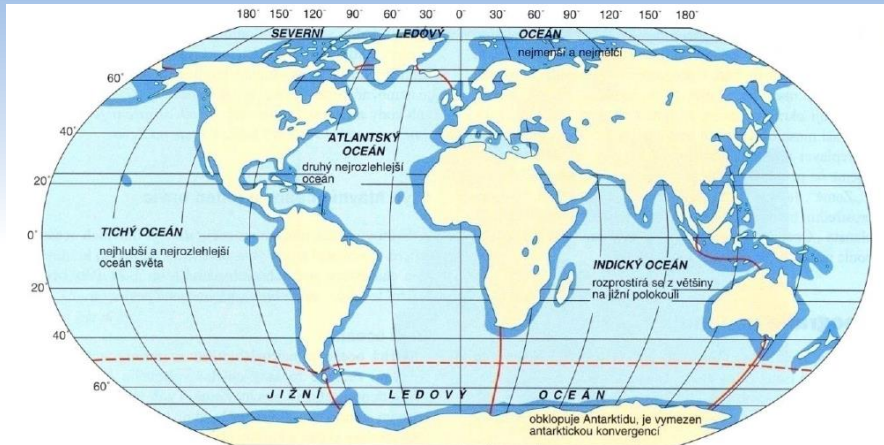 180° 150° 120° 90° 60° 30° 0° 30° 60° 90° 120° 150° 180°
SEVERNÍ LEDÓVÝ OCEÁN
nejmenší a nejmělčí
60°
ATLANTSKÝ
OCEÁN
druhý nejrozlehlejší
oceán
40°
20°
TICHÝ OCEÁN
nejhlubší a nejrozlehlejší
oceán světa
0°
INDICKÝ OCEÁN
rozprostírá se z většiny
na jižní polokouli
20°
40°
60°
JIŽNÍ LEDOVÝ OCEÁN
obklopuje Antarktidu, je vymezen
antarktickou konvergencí